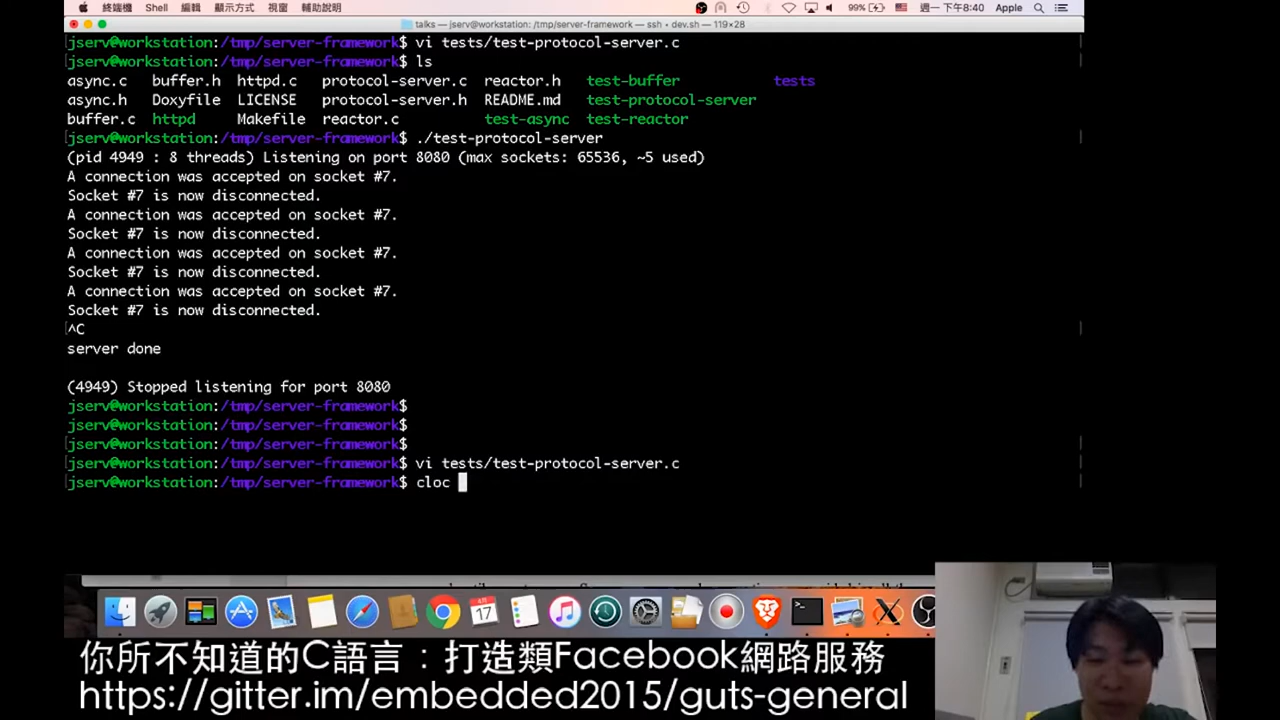 終端機 Shell 編輯 顯示方式 視窗 輔助說明 99% 週一 下午8:40 Apple
talks — jserv@workstation: /tmp/server-framework — ssh • dev.sh — 119×28
jserv@workstation:/tmp/server-framework$ vi tests/test-protocol-server.c
jserv@workstation:/tmp/server-framework$ ls
async.c buffer.h httpd.c protocol-server.c reactor.h test-buffer tests
async.h Doxyfile LICENSE protocol-server.h README.md test-protocol-server
buffer.c httpd Makefile reactor.c test-async test-reactor
jserv@workstation:/tmp/server-framework$ ./test-protocol-server
(pid 4949 : 8 threads) Listening on port 8080 (max sockets: 65536, ~5 used)
A connection was accepted on socket #7.
Socket #7 is now disconnected.
A connection was accepted on socket #7.
Socket #7 is now disconnected.
A connection was accepted on socket #7.
Socket #7 is now disconnected.
A connection was accepted on socket #7.
Socket #7 is now disconnected.
^C
server done
(4949) Stopped listening for port 8080
jserv@workstation:/tmp/server-framework$
jserv@workstation:/tmp/server-framework$
jserv@workstation:/tmp/server-framework$
jserv@workstation:/tmp/server-framework$ vi tests/test-protocol-server.c
jserv@workstation:/tmp/server-framework$ cloc
17
你所不知道的C語言：打造類Facebook網路服務
https://gitter.im/embedded2015/guts-general